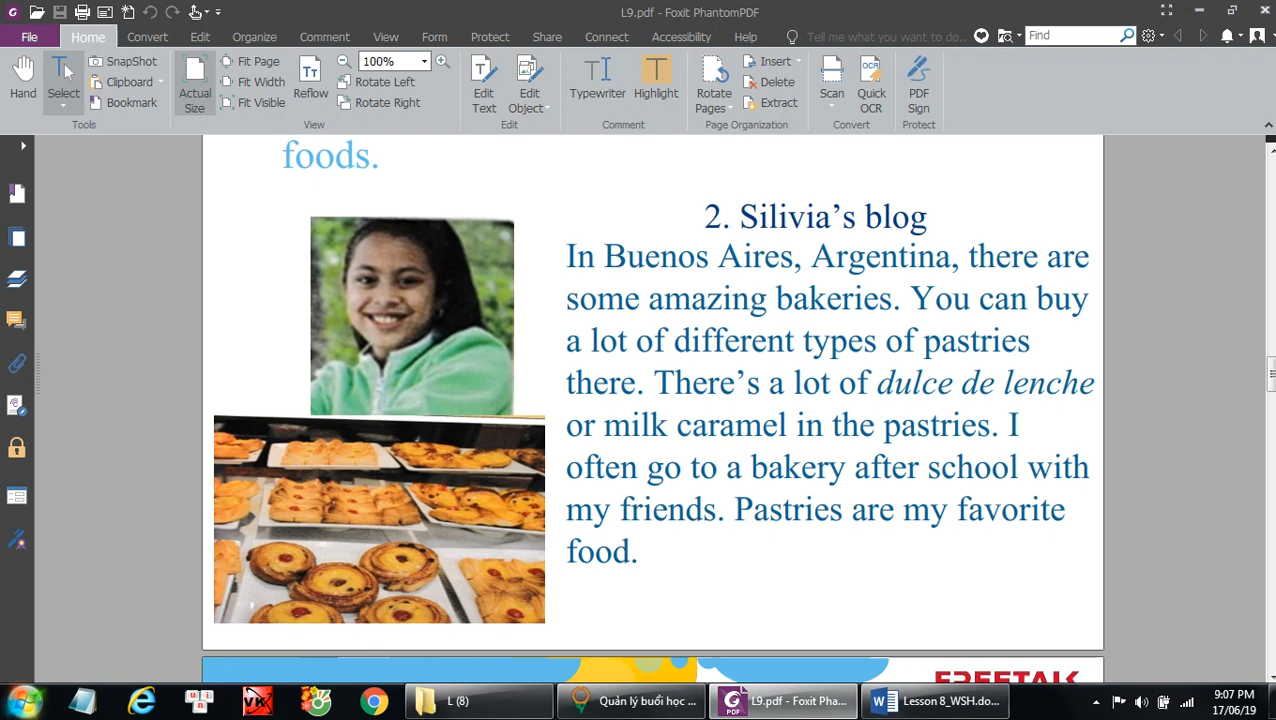 L9.pdf - Foxit PhantomPDF
File Home Convert Edit Organize Comment View Form Protect Share Connect Accessibility Help Tell me what you want to do.. Find
Hand Select SnapShot Clipboard Bookmark Actual Size Fit Page Fit Width Fit Visible Reflow 100% Rotate Left Rotate Right Edit Text Edit Object Typewriter Highlight Rotate Pages Insert Delete Extract Scan Quick OCR PDF Sign
Tools View Edit Comment Page Organization Convert Protect
foods.
2. Silivia's blog
In Buenos Aires, Argentina, there are
some amazing bakeries. You can buy
a lot of different types of pastries
there. There's a lot of dulce de lenche
or milk caramel in the pastries. I
often go to a bakery after school with
my friends. Pastries are my favorite
food.
FREETALK
L (8) Quản lý buổi học ... L9.pdf - Foxit Pha... Lesson 8_WSH.do...
9:07 PM
17/06/19